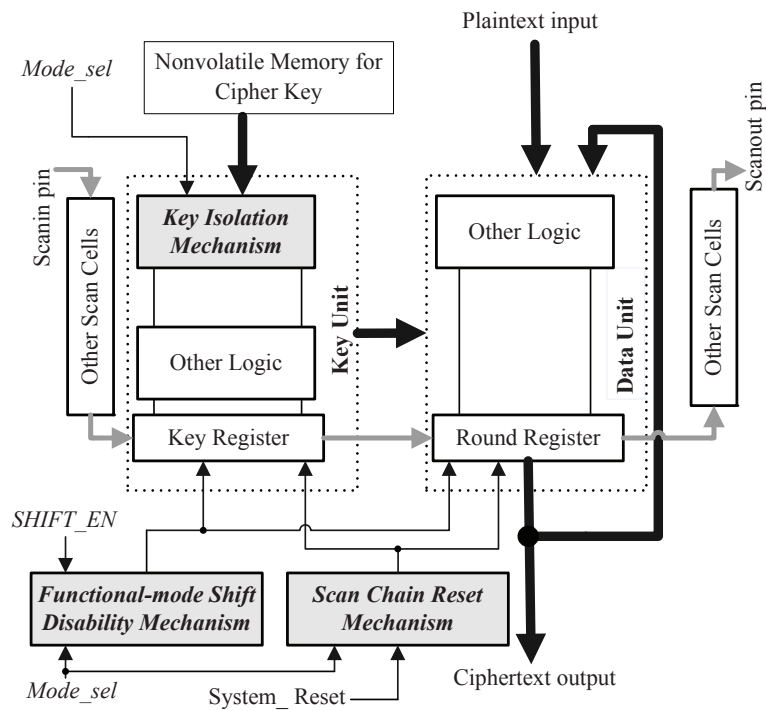 Plaintext input
Mode_sel
Nonvolatile Memory for
Cipher Key
Scanin pin
Scanout pin
Key Isolation
Mechanism
Other Logic
Other Scan Cells
Other Scan Cells
Key Unit
Data Unit
Other Logic
Key Register
Round Register
SHIFT_EN
Functional-mode Shift
Disability Mechanism
Scan Chain Reset
Mechanism
Mode_sel
System_ Reset
Ciphertext output